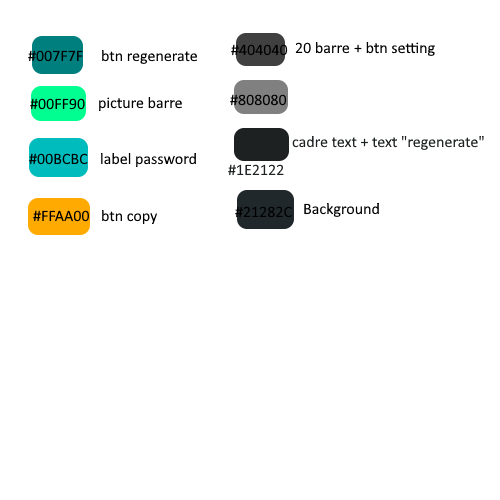 #007F7F btn regenerate
#00FF90 picture barre
#00BCBC label password
#FFAA00 btn copy
#404040 20 barre + btn setting
#808080
cadre text + text "regenerate"
#1E2122
#21282C Background